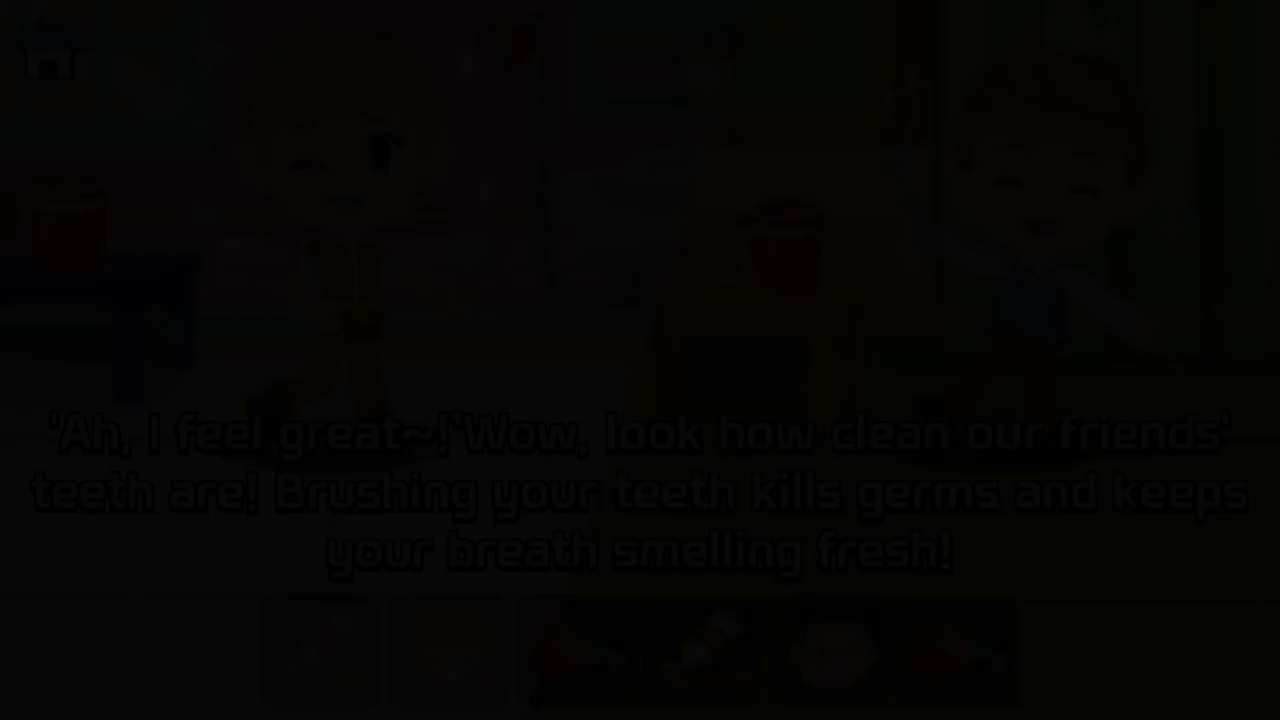 'Ah, I feel great~!'Wow, look how clean our friends'
teeth are! Brushing your teeth kills germs and keeps
your breath smelling fresh!